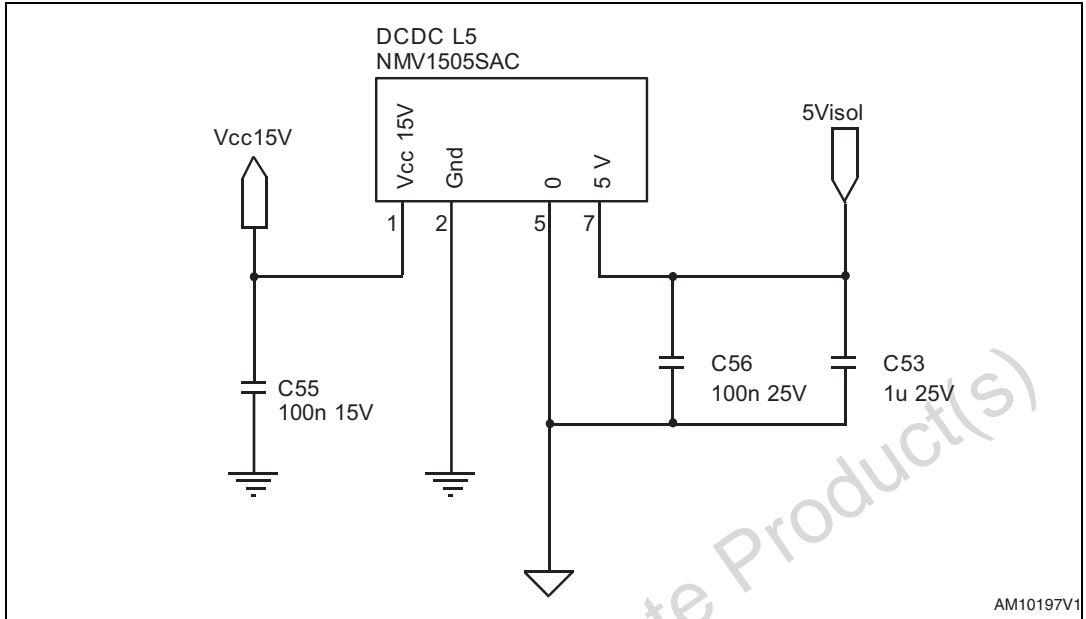 DCDC L5
NMV1505SAC
Vcc15V
5Visol
Vcc 15V
Gnd
0
5 V
1
2
5
7
C55
100n 15V
C56
100n 25V
C53
1u 25V
te Product(s)
AM10197V1